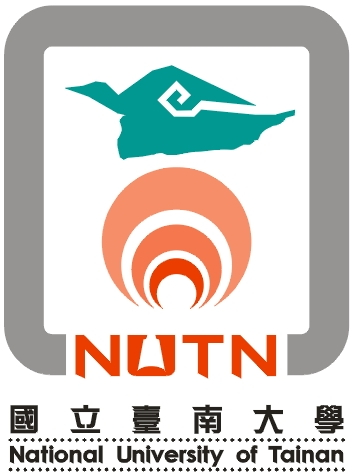 NUTN
國立臺南大學
National University of Tainan